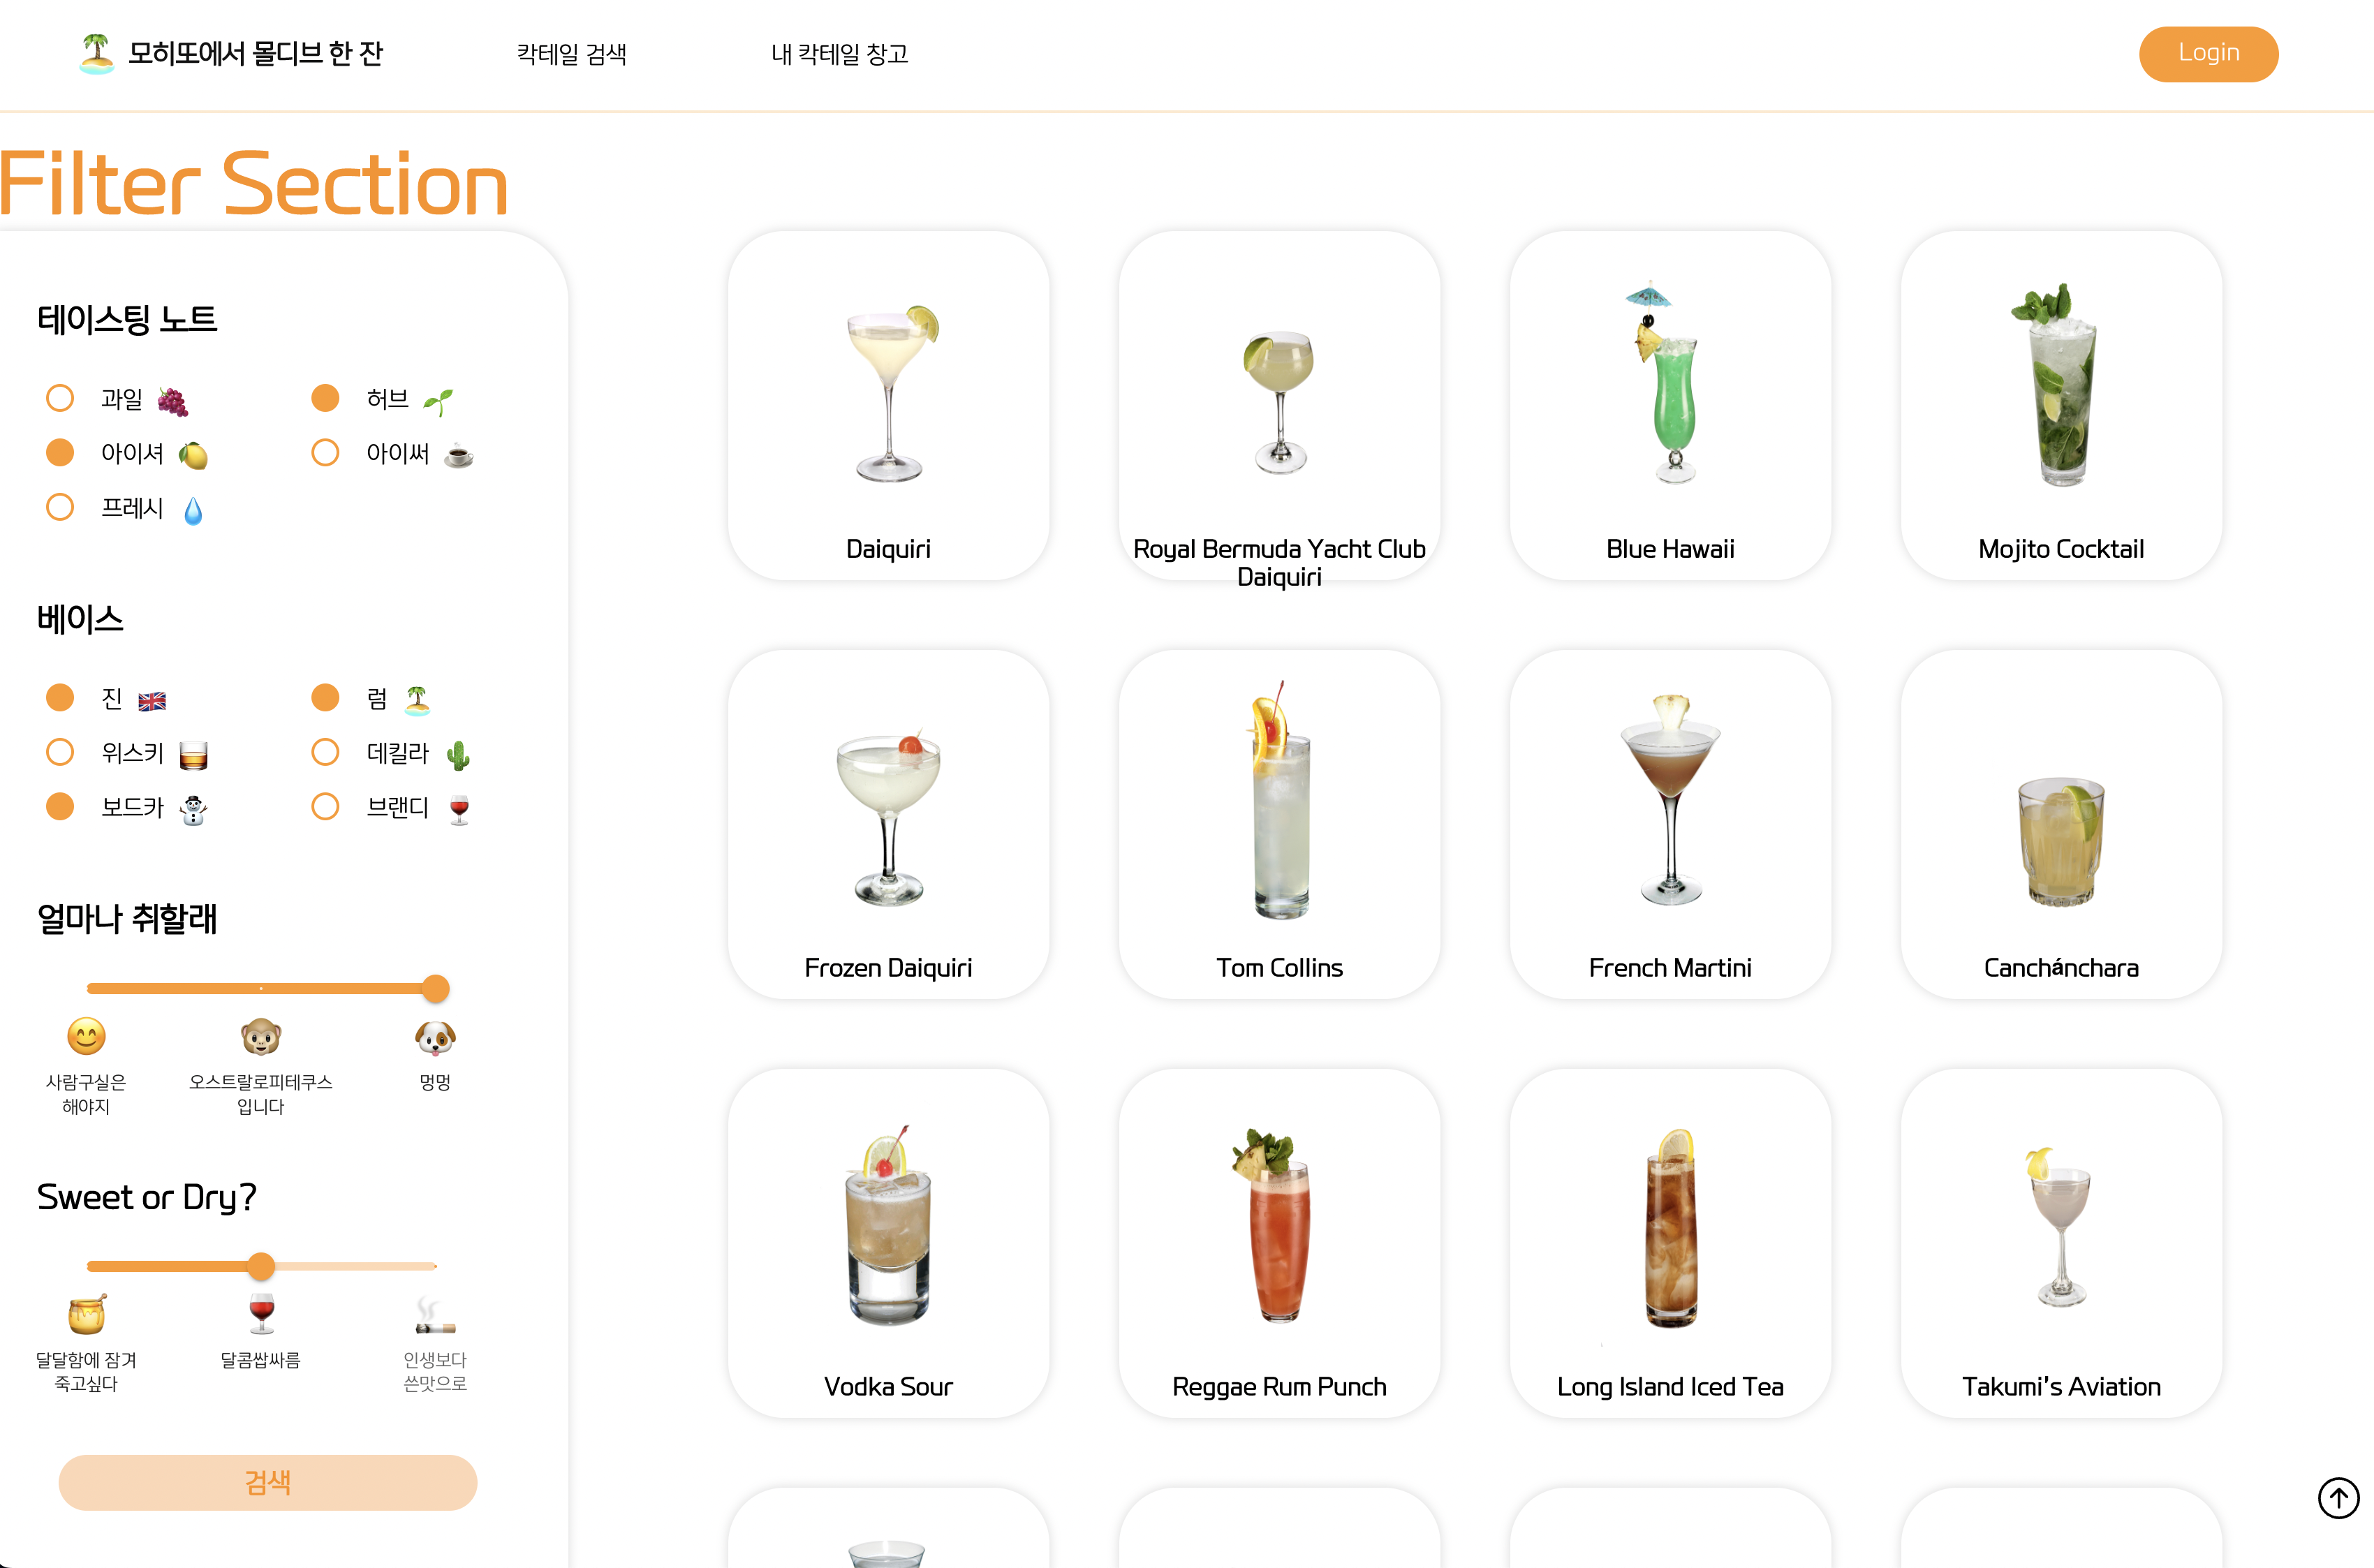 모히또에서 몰디브 한 잔
칵테일 검색
내 칵테일 창고
Login
Filter Section
테이스팅 노트
과일
허브
아이셔
아이써
프레시
베이스
진
럼
위스키
데킬라
보드카
브랜디
얼마나 취할래
사람구실은
해야지
오스트랄로피테쿠스
입니다
멍멍
Sweet or Dry?
달달함에 잠겨
죽고싶다
달콤쌉싸름
인생보다
쓴맛으로
검색
Daiquiri
Royal Bermuda Yacht Club
Daiquiri
Blue Hawaii
Mojito Cocktail
Frozen Daiquiri
Tom Collins
French Martini
Canchánchara
Vodka Sour
Reggae Rum Punch
Long Island Iced Tea
Takumi's Aviation